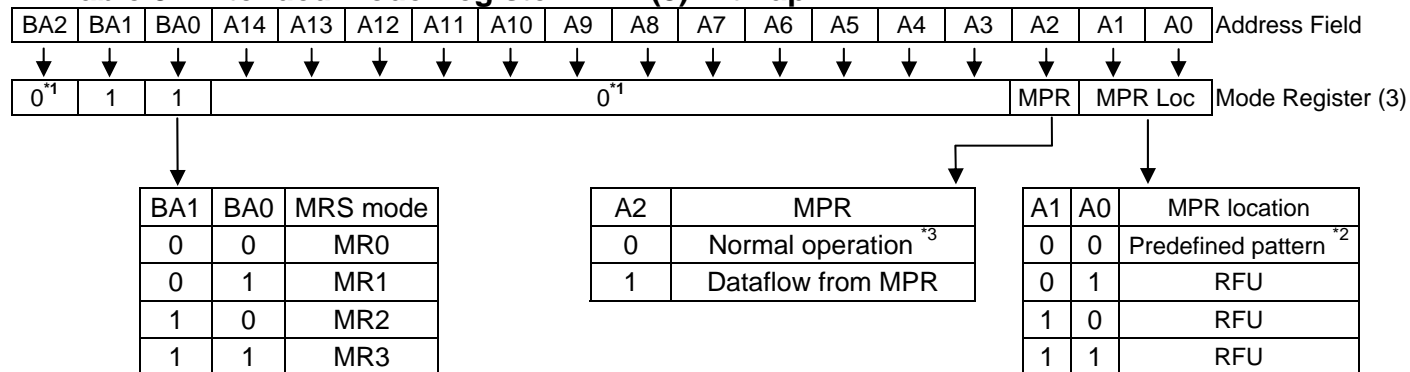 BA2 BA1 BA0 A14 A13 A12 A11 A10 A9 A8 A7 A6 A5 A4 A3 A2 A1 A0 Address Field
0*1 1 1 0*1 MPR MPR Loc Mode Register (3)
BA1 BA0 MRS mode
0 0 MR0
0 1 MR1
1 0 MR2
1 1 MR3
A2 MPR
0 Normal operation *3
1 Dataflow from MPR
A1 A0 MPR location
0 0 Predefined pattern *2
0 1 RFU
1 0 RFU
1 1 RFU